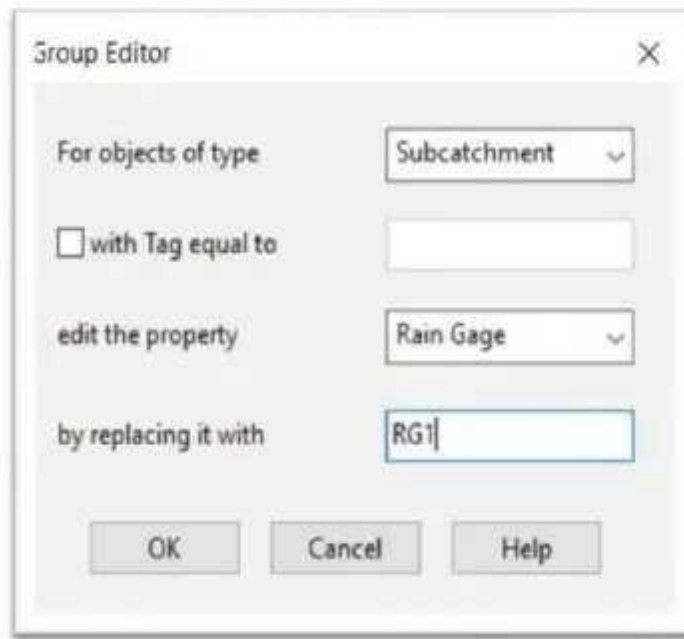 Group Editor
For objects of type Subcatchment
with Tag equal to
edit the property Rain Gage
by replacing it with RG1
OK Cancel Help